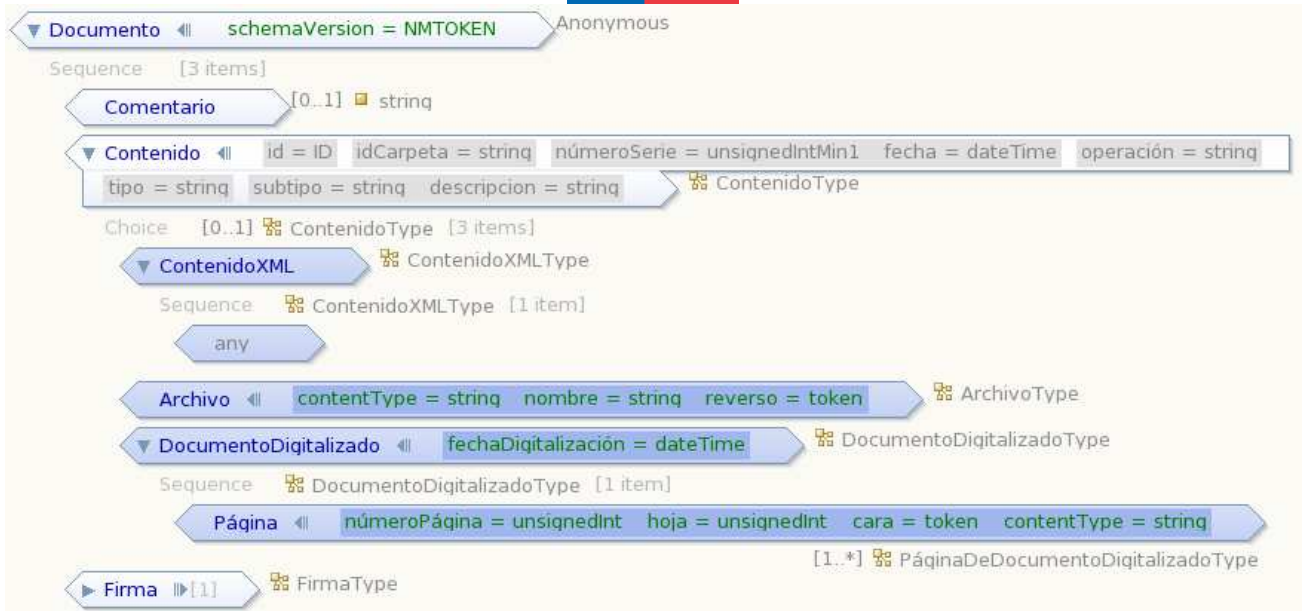 Documento schemaVersion = NMTOKEN Anonymous
Sequence [3 items]
Comentario [0..1] string
Contenido id = ID idCarpeta = string númeroSerie = unsignedIntMin1 fecha = dateTime operación = string
tipo = string subtipo = string descripcion = string ContenidoType
Choice [0..1] ContenidoType [3 items]
ContenidoXML ContenidoXMLType
Sequence ContenidoXMLType [1 item]
any
Archivo contentType = string nombre = string reverso = token ArchivoType
DocumentoDigitalizado fechaDigitalización = dateTime DocumentoDigitalizadoType
Sequence DocumentoDigitalizadoType [1 item]
Página númeroPágina = unsignedInt hoja = unsignedInt cara = token contentType = string
[1..*] PáginaDeDocumentoDigitalizadoType
Firma [1] FirmaType